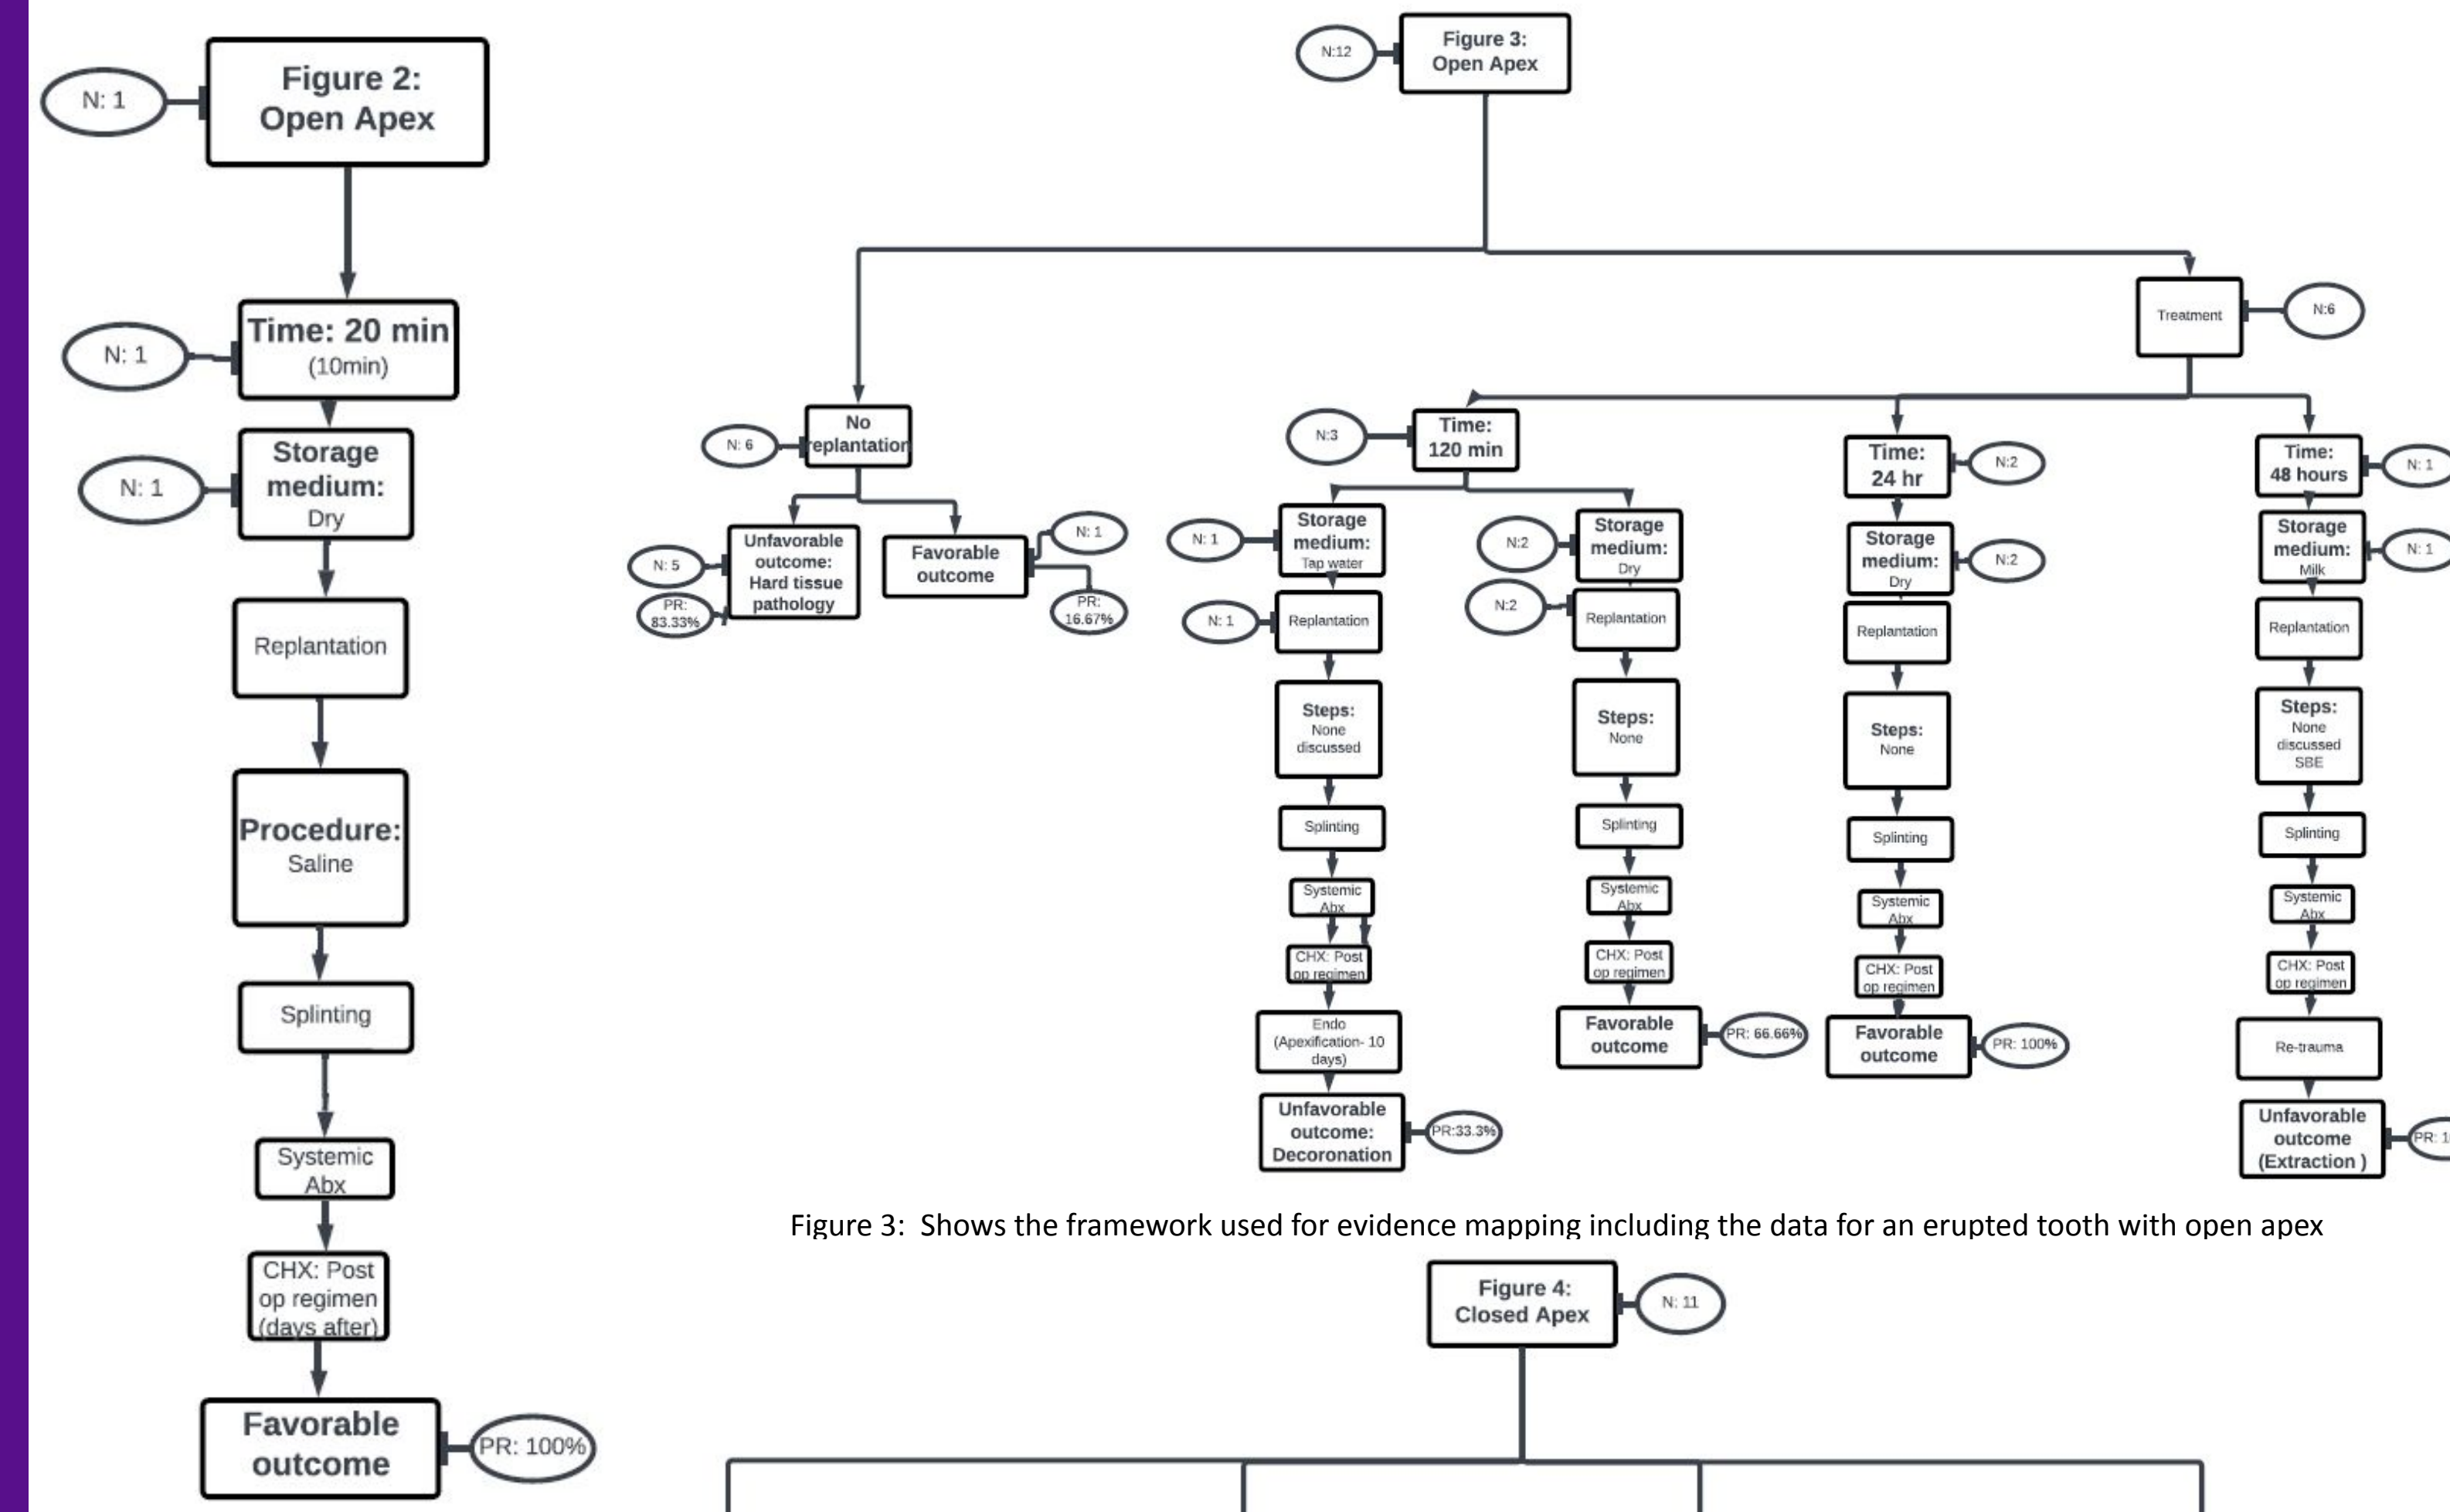 N: 1
Figure 2:
Open Apex
N: 1
Time: 20 min
(10min)
N: 1
Storage
medium:
Dry
Replantation
Procedure:
Saline
Splinting
Systemic
Abx
CHX: Post
op regimen
(days after)
Favorable
outcome
PR: 100%
N:12
Figure 3:
Open Apex
Treatment
N:6
N: 6
No
replantation
N: 5
PR:
83.33%
Unfavorable
outcome:
Hard tissue
pathology
Favorable
outcome
N: 1
PR:
16.67%
N:3
Time:
120 min
N: 1
Storage
medium:
Tap water
N: 1
Replantation
Steps:
None
discussed
Splinting
Systemic
Abx
CHX: Post
op regimen
Endo
(Apexification- 10
days)
Unfavorable
outcome:
Decoronation
PR:33.3%
N:2
Storage
medium:
Dry
N:2
Replantation
Steps:
None
Splinting
Systemic
Abx
CHX: Post
op regimen
Favorable
outcome
PR: 66.66%
Time:
24 hr
N:2
Storage
medium:
Dry
N:2
Replantation
Steps:
None
Splinting
Systemic
Abx
CHX: Post
op regimen
Favorable
outcome
PR: 100%
Time:
48 hours
N: 1
Storage
medium:
Milk
N: 1
Replantation
Steps:
None
discussed
SBE
Splinting
Systemic
Abx
CHX: Post
op regimen
Re-trauma
Unfavorable
outcome
(Extraction )
PR:
Figure 3:  Shows the framework used for evidence mapping including the data for an erupted tooth with open apex
Figure 4:
Closed Apex
N: 11